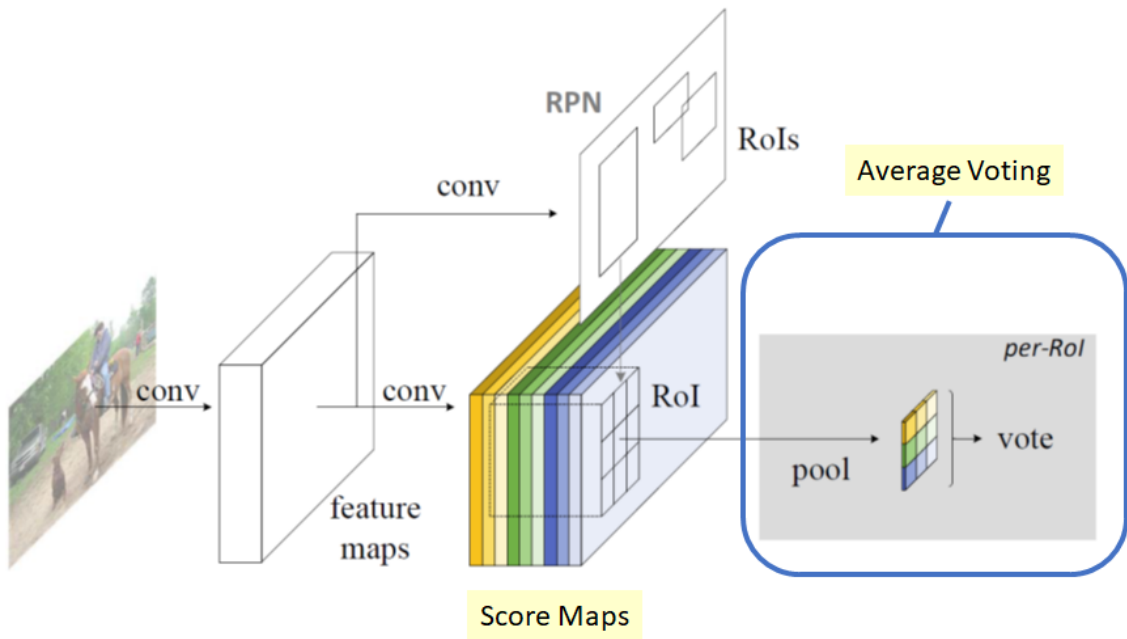 RPN
RoIs
Average Voting
conv
per-RoI
conv
conv
RoI
vote
pool
feature
maps
Score Maps